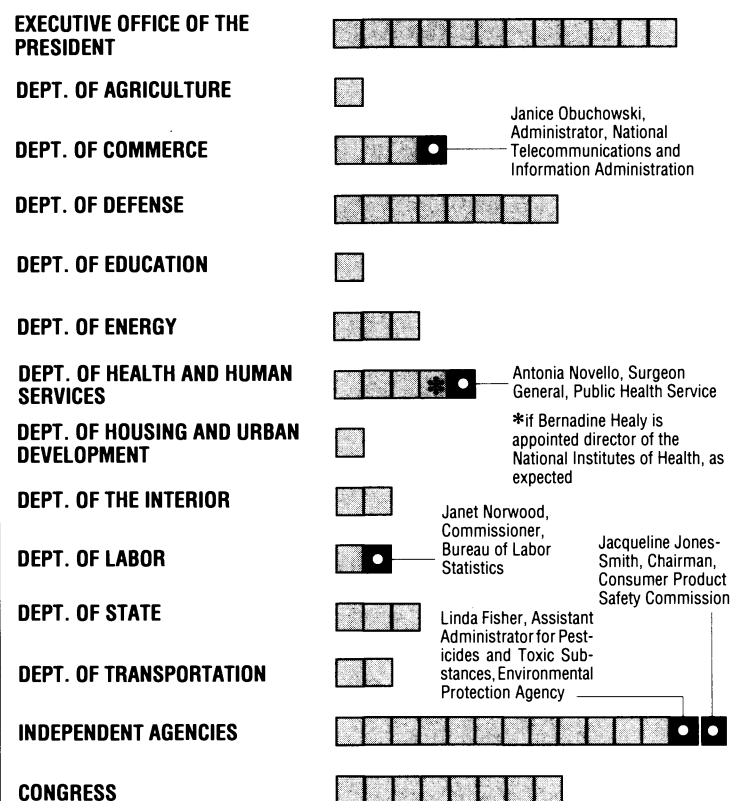 EXECUTIVE OFFICE OF THE
PRESIDENT
DEPT. OF AGRICULTURE
DEPT. OF COMMERCE
Janice Obuchowski,
Administrator, National
Telecommunications and
Information Administration
DEPT. OF DEFENSE
DEPT. OF EDUCATION
DEPT. OF ENERGY
DEPT. OF HEALTH AND HUMAN
SERVICES
Antonia Novello, Surgeon
General, Public Health Service
*if Bernadine Healy is
appointed director of the
National Institutes of Health, as
expected
DEPT. OF HOUSING AND URBAN
DEVELOPMENT
DEPT. OF THE INTERIOR
DEPT. OF LABOR
Janet Norwood,
Commissioner,
Bureau of Labor
Statistics
Jacqueline Jones-
Smith, Chairman,
Consumer Product
Safety Commission
DEPT. OF STATE
Linda Fisher, Assistant
Administrator for Pest-
icides and Toxic Sub-
stances, Environmental
Protection Agency
DEPT. OF TRANSPORTATION
INDEPENDENT AGENCIES
CONGRESS